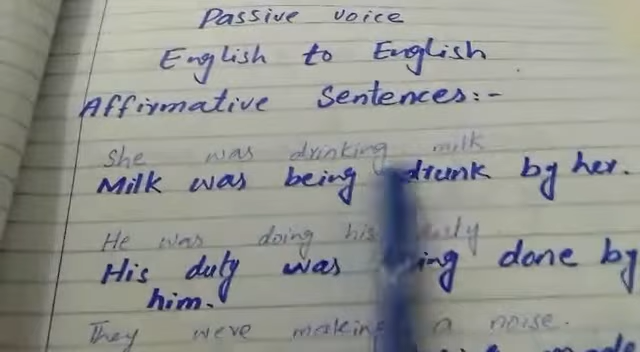 Passive voice
English to English
Affirmative Sentences:-
She was drinking milk
Milk was being drunk by her.
He was doing his
His duty was done by
him.
They were making a noise.